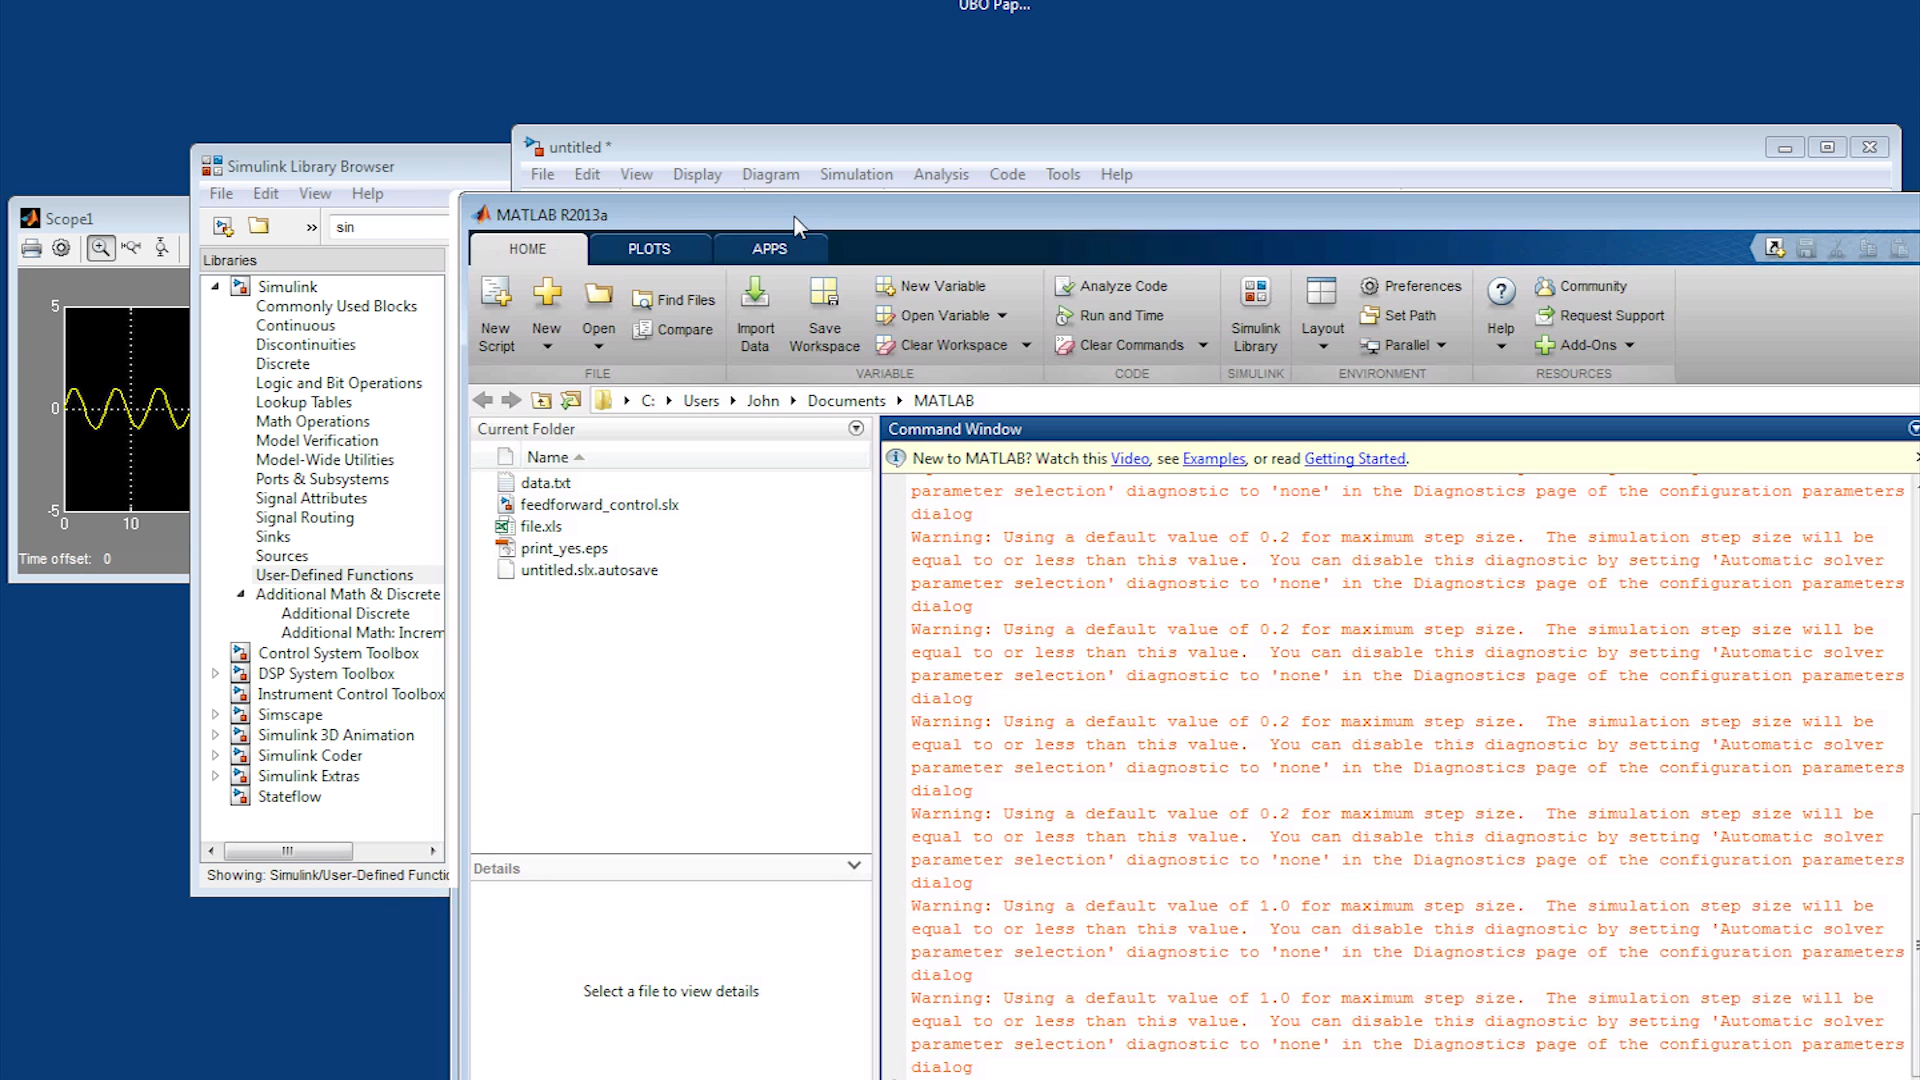 UBO Pap...
untitled *
File Edit View Display Diagram Simulation Analysis Code Tools Help
Simulink Library Browser
File Edit View Help
» sin
Libraries
Simulink
Commonly Used Blocks
Continuous
Discontinuities
Discrete
Logic and Bit Operations
Lookup Tables
Math Operations
Model Verification
Model-Wide Utilities
Ports & Subsystems
Signal Attributes
Signal Routing
Sinks
Sources
User-Defined Functions
Additional Math & Discrete
Additional Discrete
Additional Math: Increm
Control System Toolbox
DSP System Toolbox
Instrument Control Toolbox
Simscape
Simulink 3D Animation
Simulink Coder
Simulink Extras
Stateflow
Showing: Simulink/User-Defined Functio
Scope1
5
0
-5
0 10
Time offset: 0
MATLAB R2013a
HOME PLOTS APPS
New Script
New
Open
Find Files
Compare
FILE
Import Data
Save Workspace
New Variable
Open Variable
Clear Workspace
VARIABLE
Analyze Code
Run and Time
Clear Commands
CODE
Simulink Library
SIMULINK
Layout
Preferences
Set Path
Parallel
ENVIRONMENT
Help
Community
Request Support
Add-Ons
RESOURCES
C: Users John Documents MATLAB
Current Folder
Name
data.txt
feedforward_control.slx
file.xls
print_yes.eps
untitled.slx.autosave
Details
Select a file to view details
Command Window
New to MATLAB? Watch this Video, see Examples, or read Getting Started.
parameter selection' diagnostic to 'none' in the Diagnostics page of the configuration parameters
dialog
Warning: Using a default value of 0.2 for maximum step size.  The simulation step size will be
equal to or less than this value.  You can disable this diagnostic by setting 'Automatic solver
parameter selection' diagnostic to 'none' in the Diagnostics page of the configuration parameters
dialog
Warning: Using a default value of 0.2 for maximum step size.  The simulation step size will be
equal to or less than this value.  You can disable this diagnostic by setting 'Automatic solver
parameter selection' diagnostic to 'none' in the Diagnostics page of the configuration parameters
dialog
Warning: Using a default value of 0.2 for maximum step size.  The simulation step size will be
equal to or less than this value.  You can disable this diagnostic by setting 'Automatic solver
parameter selection' diagnostic to 'none' in the Diagnostics page of the configuration parameters
dialog
Warning: Using a default value of 0.2 for maximum step size.  The simulation step size will be
equal to or less than this value.  You can disable this diagnostic by setting 'Automatic solver
parameter selection' diagnostic to 'none' in the Diagnostics page of the configuration parameters
dialog
Warning: Using a default value of 1.0 for maximum step size.  The simulation step size will be
equal to or less than this value.  You can disable this diagnostic by setting 'Automatic solver
parameter selection' diagnostic to 'none' in the Diagnostics page of the configuration parameters
dialog
Warning: Using a default value of 1.0 for maximum step size.  The simulation step size will be
equal to or less than this value.  You can disable this diagnostic by setting 'Automatic solver
parameter selection' diagnostic to 'none' in the Diagnostics page of the configuration parameters
dialog